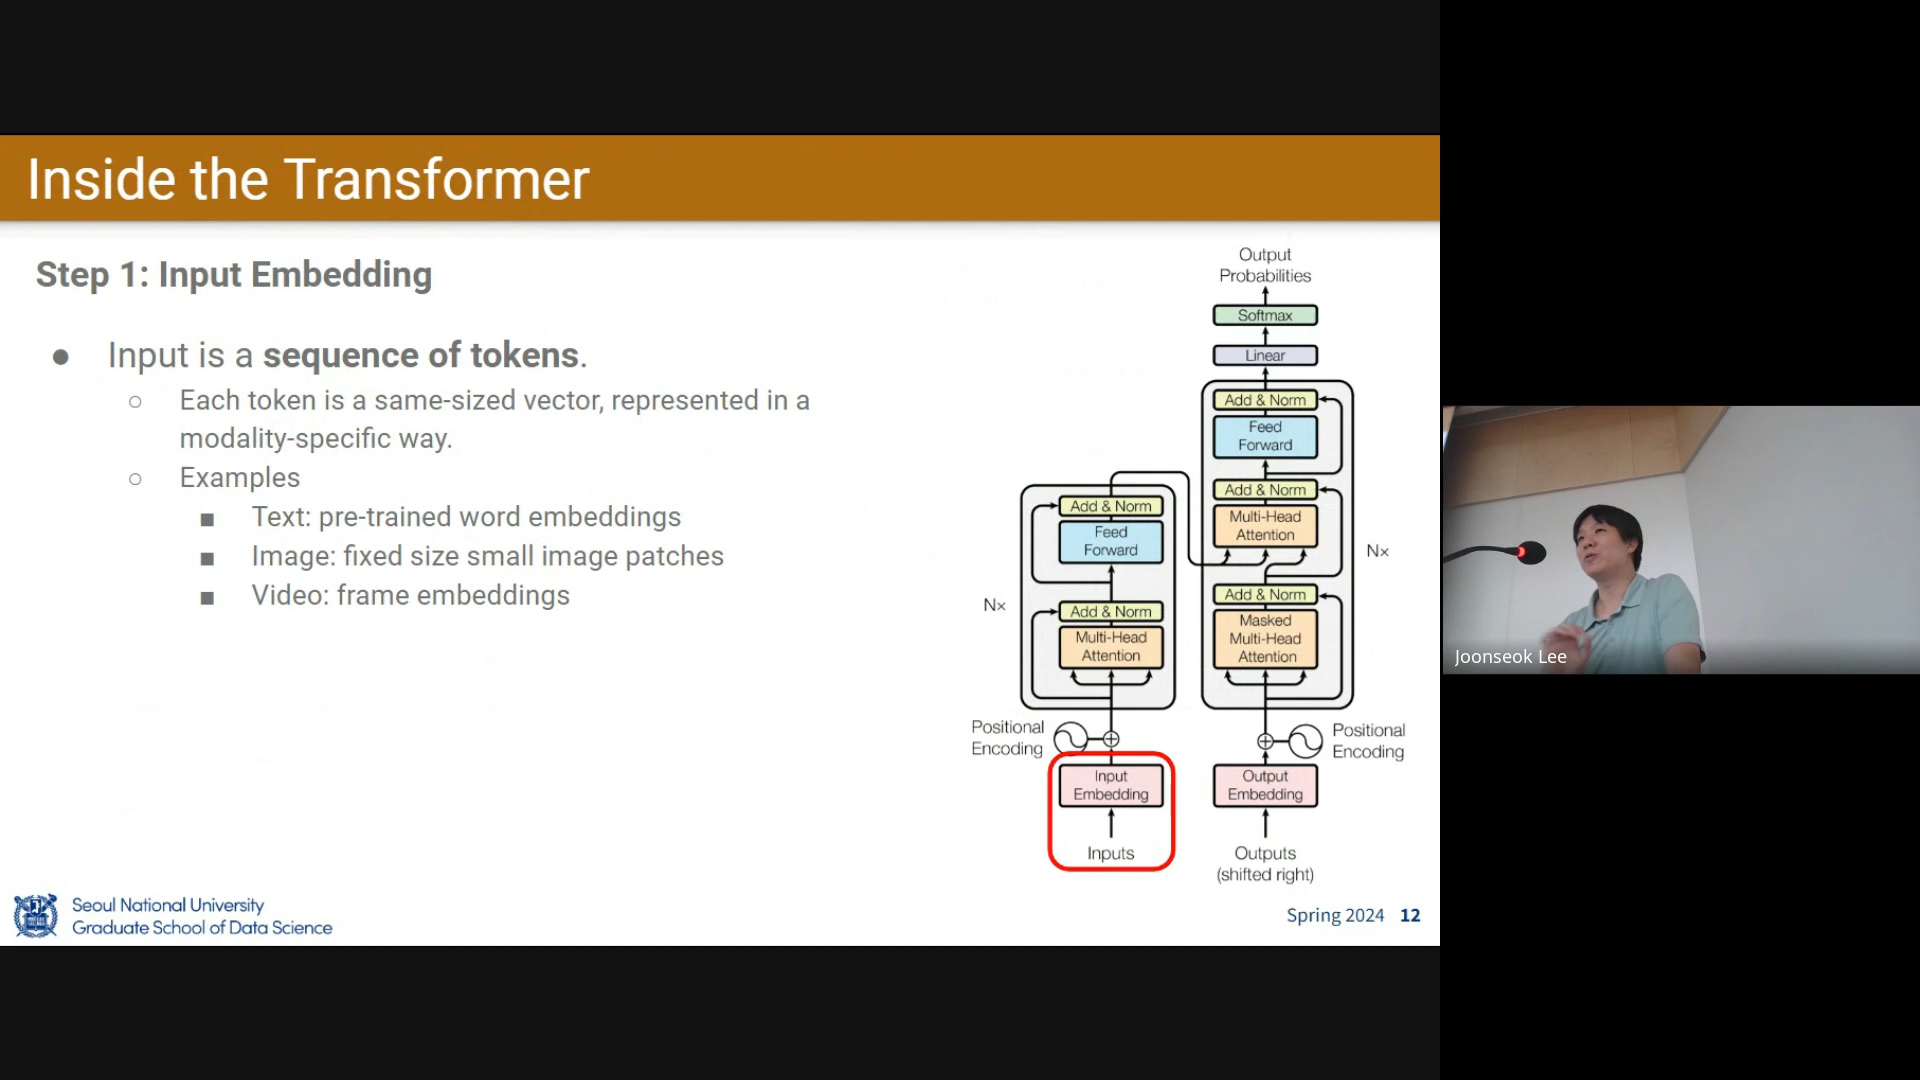 Inside the Transformer
Step 1: Input Embedding
● Input is a sequence of tokens.
○ Each token is a same-sized vector, represented in a
modality-specific way.
○ Examples
■ Text: pre-trained word embeddings
■ Image: fixed size small image patches
■ Video: frame embeddings
Output
Probabilities
Softmax
Linear
Add & Norm
Feed
Forward
Add & Norm
Multi-Head
Attention
Nx
Add & Norm
Masked
Multi-Head
Attention
Add & Norm
Feed
Forward
Nx
Add & Norm
Multi-Head
Attention
Positional
Encoding
Input
Embedding
Inputs
Positional
Encoding
Output
Embedding
Outputs
(shifted right)
Seoul National University
Graduate School of Data Science
Spring 2024 12
Joonseok Lee